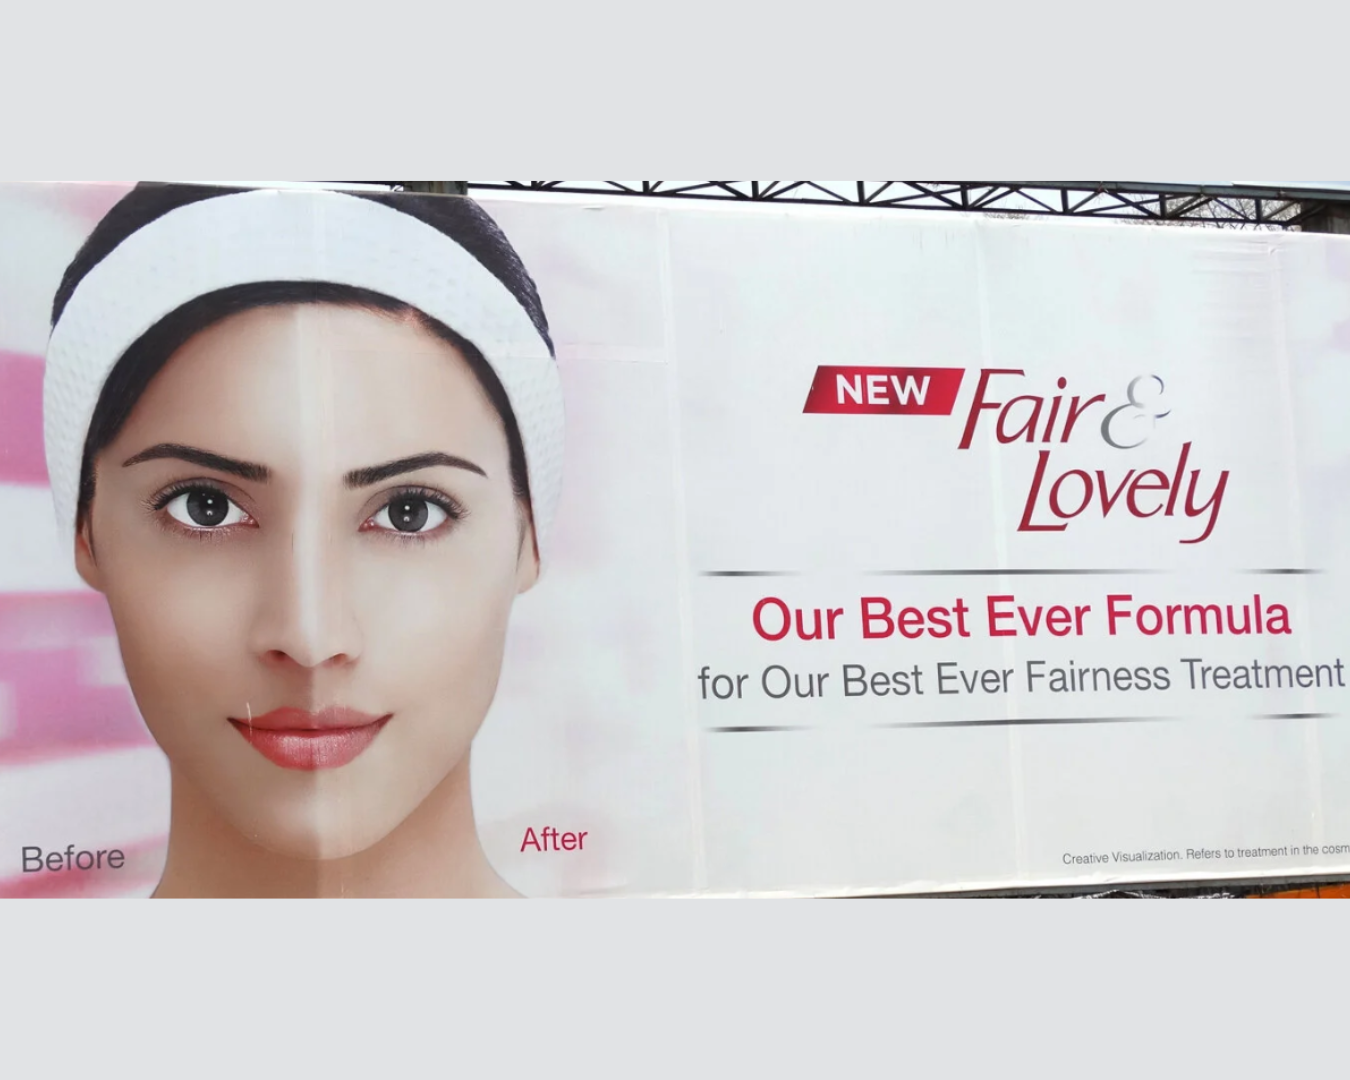 NEW Fair &
Lovely
Our Best Ever Formula
for Our Best Ever Fairness Treatment
Before
After
Creative Visualization. Refers to treatment in the